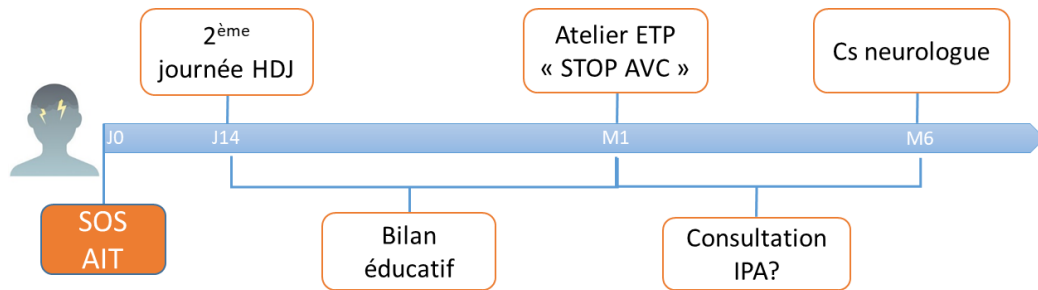 2ème
journée HDJ
Atelier ETP
« STOP AVC »
Cs neurologue
J0
J14
M1
M6
SOS
AIT
Bilan
éducatif
Consultation
IPA?